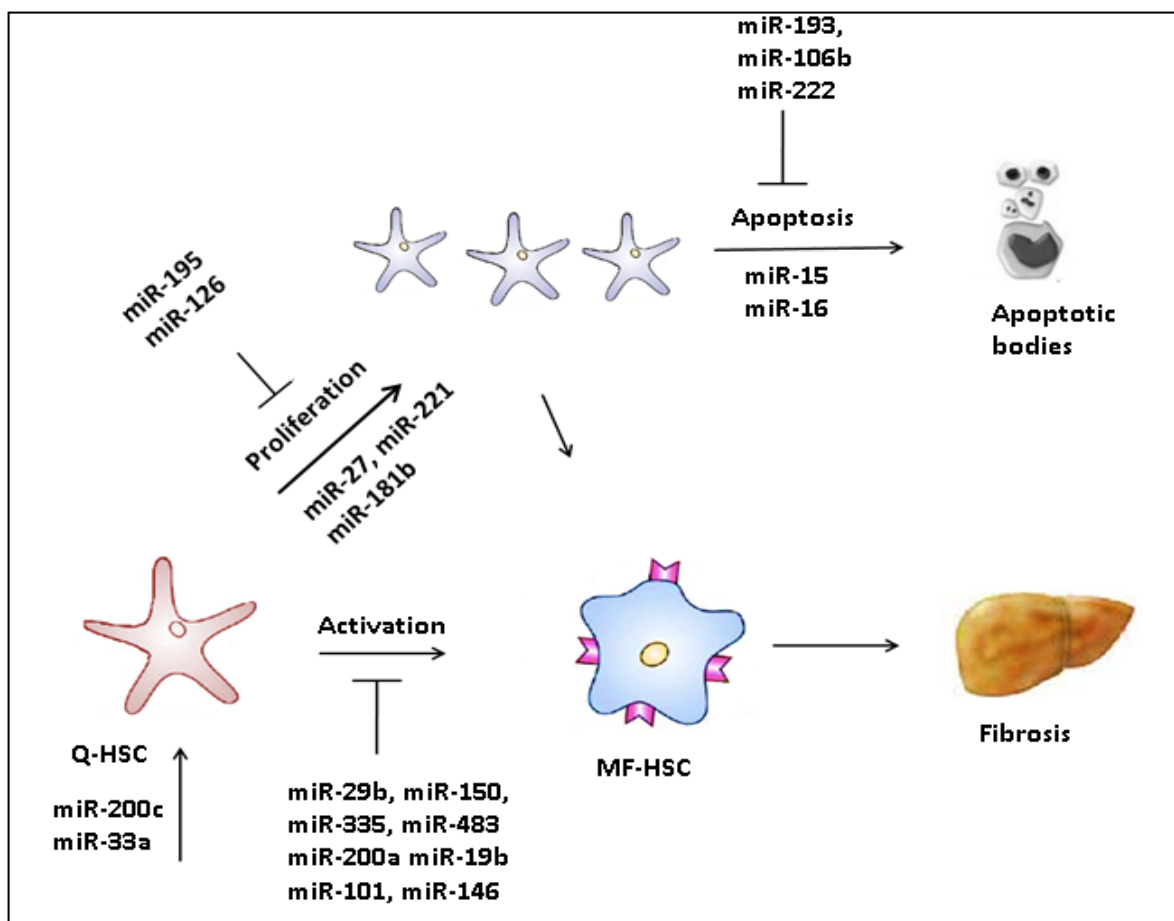 miR-193,
miR-106b
miR-222
Apoptosis
miR-15
miR-16
Apoptotic
bodies
miR-195
miR-126
Proliferation
miR-27, miR-221
miR-181b
Activation
Q-HSC
miR-200c
miR-33a
miR-29b, miR-150,
miR-335, miR-483
miR-200a miR-19b
miR-101, miR-146
MF-HSC
Fibrosis